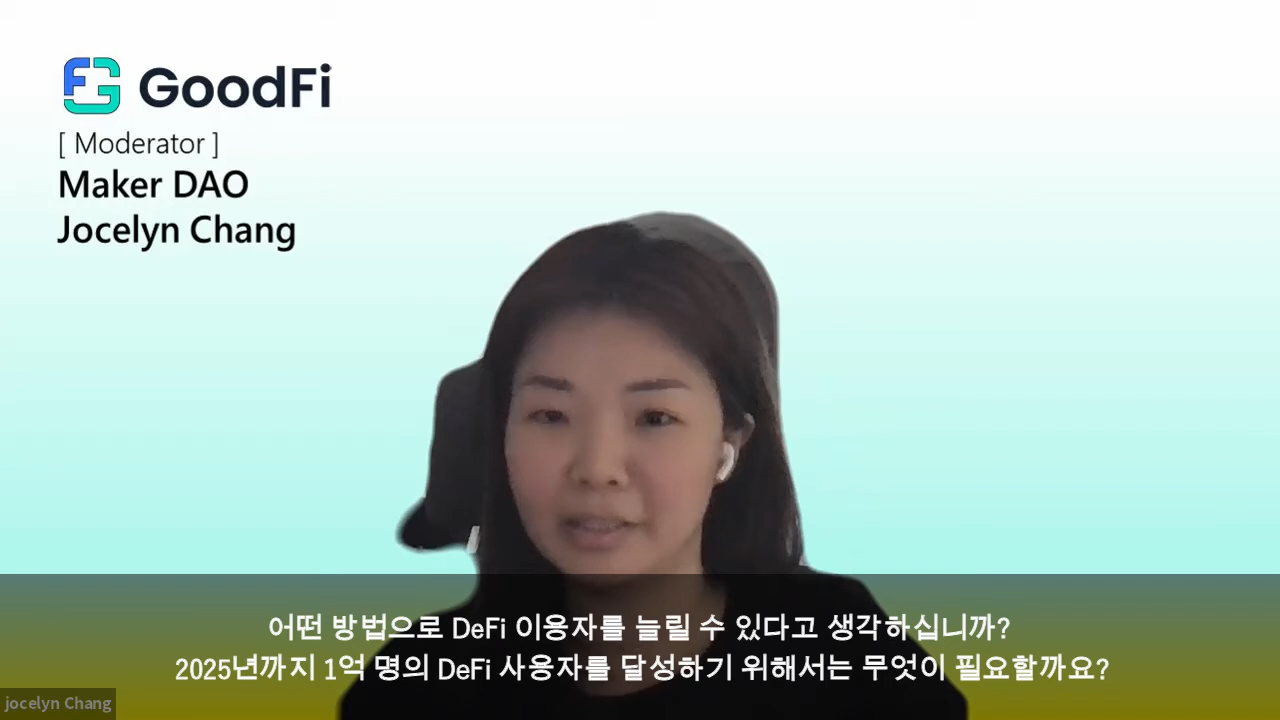 GoodFi
[ Moderator ]
Maker DAO
Jocelyn Chang
어떤 방법으로 DeFi 이용자를 늘릴 수 있다고 생각하십니까?
2025년까지 1억 명의 DeFi 사용자를 달성하기 위해서는 무엇이 필요할까요?
jocelyn Chang